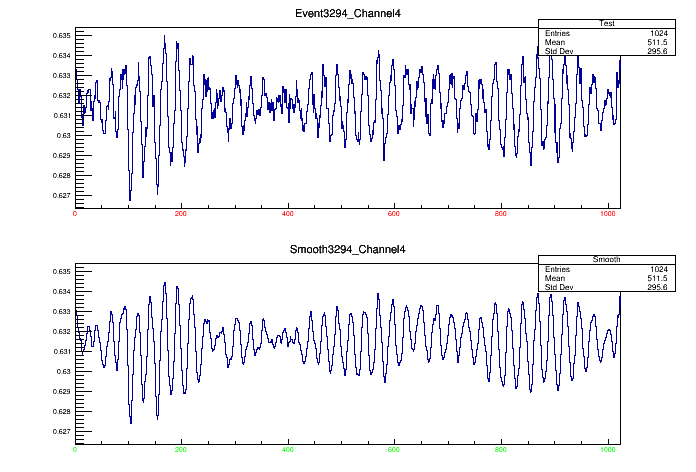 Event3294_Channel4
Test
Entries 1024
Mean 511.5
Std Dev 295.6
0.635
0.634
0.633
0.632
0.631
0.63
0.629
0.628
0.627
0 200 400 600 800 1000
Smooth3294_Channel4
Smooth
Entries 1024
Mean 511.5
Std Dev 295.6
0.635
0.634
0.633
0.632
0.631
0.63
0.629
0.628
0.627
0 200 400 600 800 1000